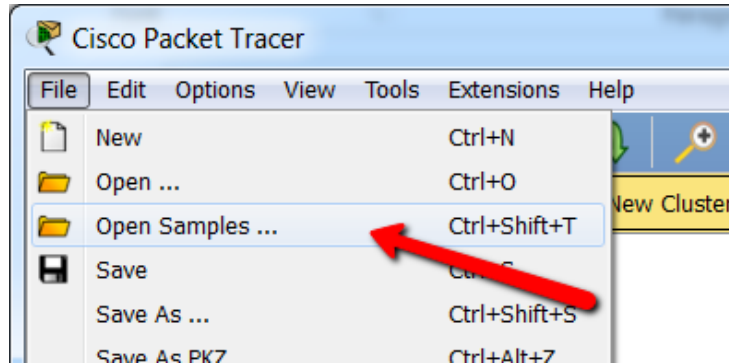 Cisco Packet Tracer
File Edit Options View Tools Extensions Help
New Ctrl+N
Open ... Ctrl+O
New Cluster
Open Samples ... Ctrl+Shift+T
Save Ctrl+S
Save As ... Ctrl+Shift+S
Save As PKZ Ctrl+Alt+Z